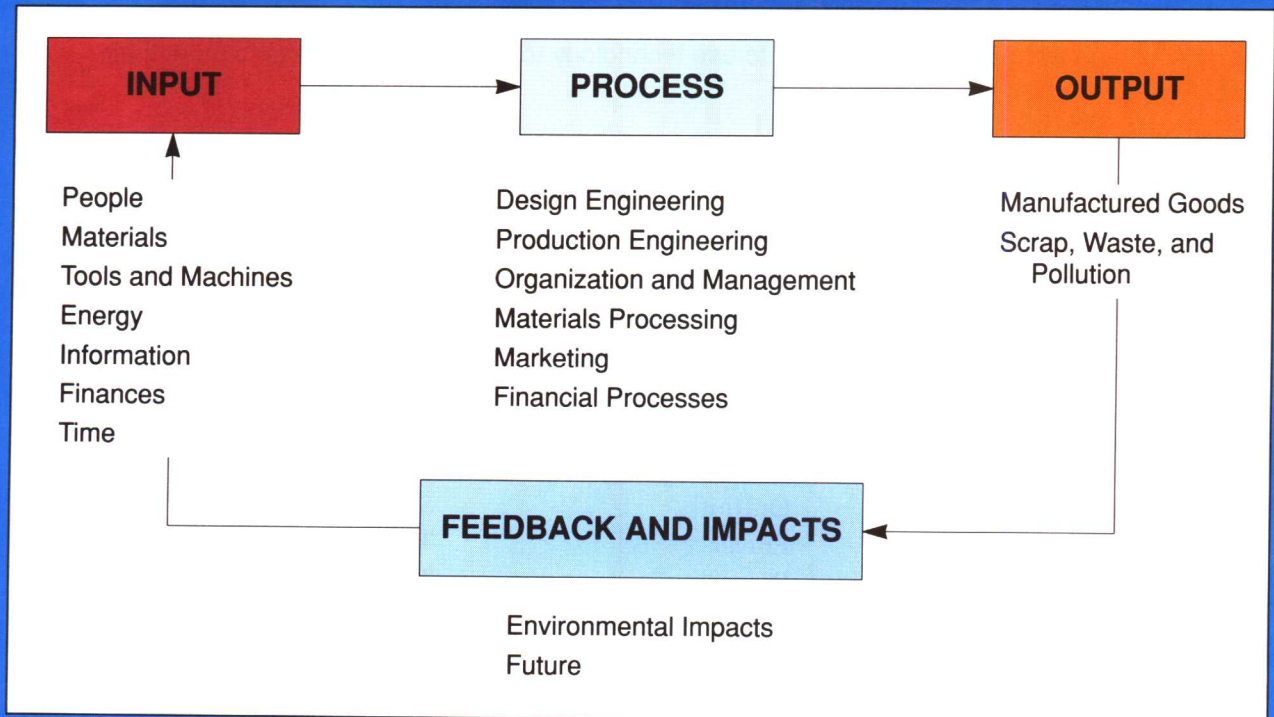 INPUT
PROCESS
OUTPUT
People
Materials
Tools and Machines
Energy
Information
Finances
Time
Design Engineering
Production Engineering
Organization and Management
Materials Processing
Marketing
Financial Processes
Manufactured Goods
Scrap, Waste, and
Pollution
FEEDBACK AND IMPACTS
Environmental Impacts
Future